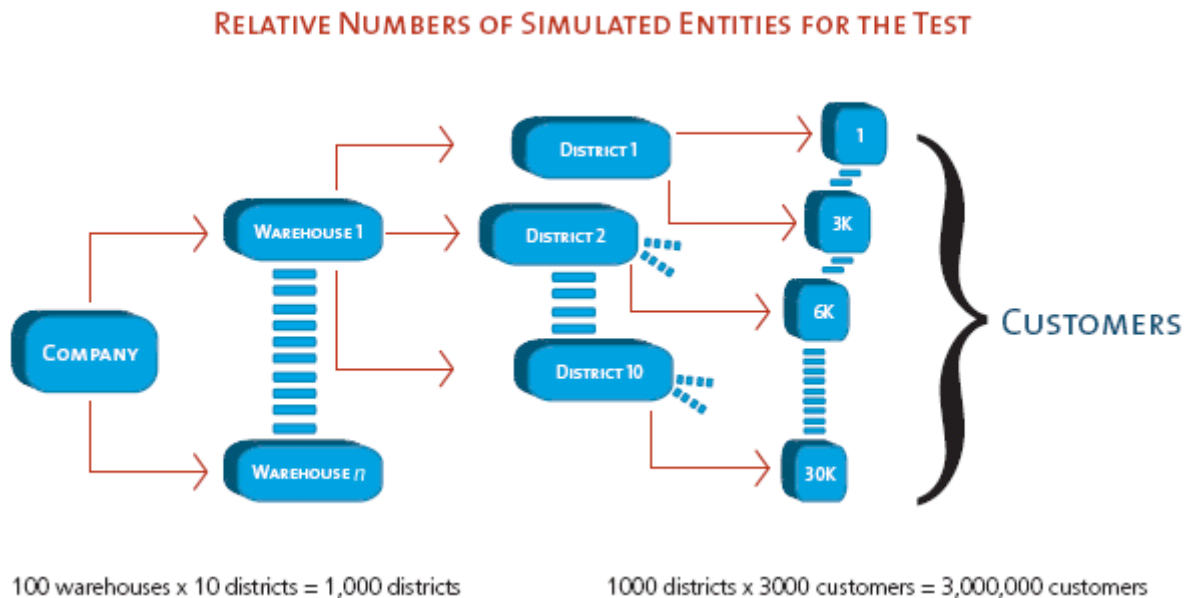 RELATIVE NUMBERS OF SIMULATED ENTITIES FOR THE TEST
COMPANY
WAREHOUSE 1
WAREHOUSE n
DISTRICT 1
DISTRICT 2
DISTRICT 10
1
3K
6K
30K
CUSTOMERS
100 warehouses x 10 districts = 1,000 districts
1000 districts x 3000 customers = 3,000,000 customers